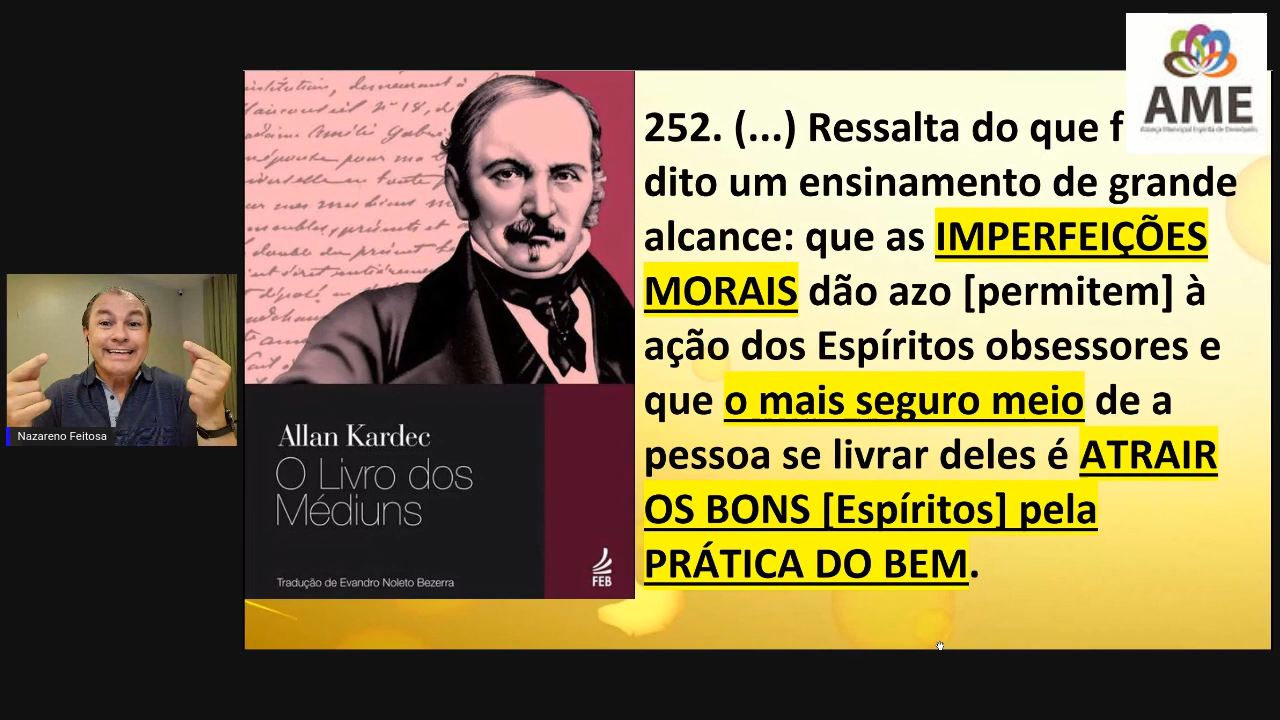 AME
252. (...) Ressalta do que f
dito um ensinamento de grande
alcance: que as IMPERFEIÇÕES
MORAIS dão azo [permitem] à
ação dos Espíritos obsessores e
que o mais seguro meio de a
pessoa se livrar deles é ATRAIR
OS BONS [Espíritos] pela
PRÁTICA DO BEM.
Allan Kardec
O Livro dos
Médiuns
Tradução de Evandro Noleto Bezerra
FEB
Nazareno Feitosa